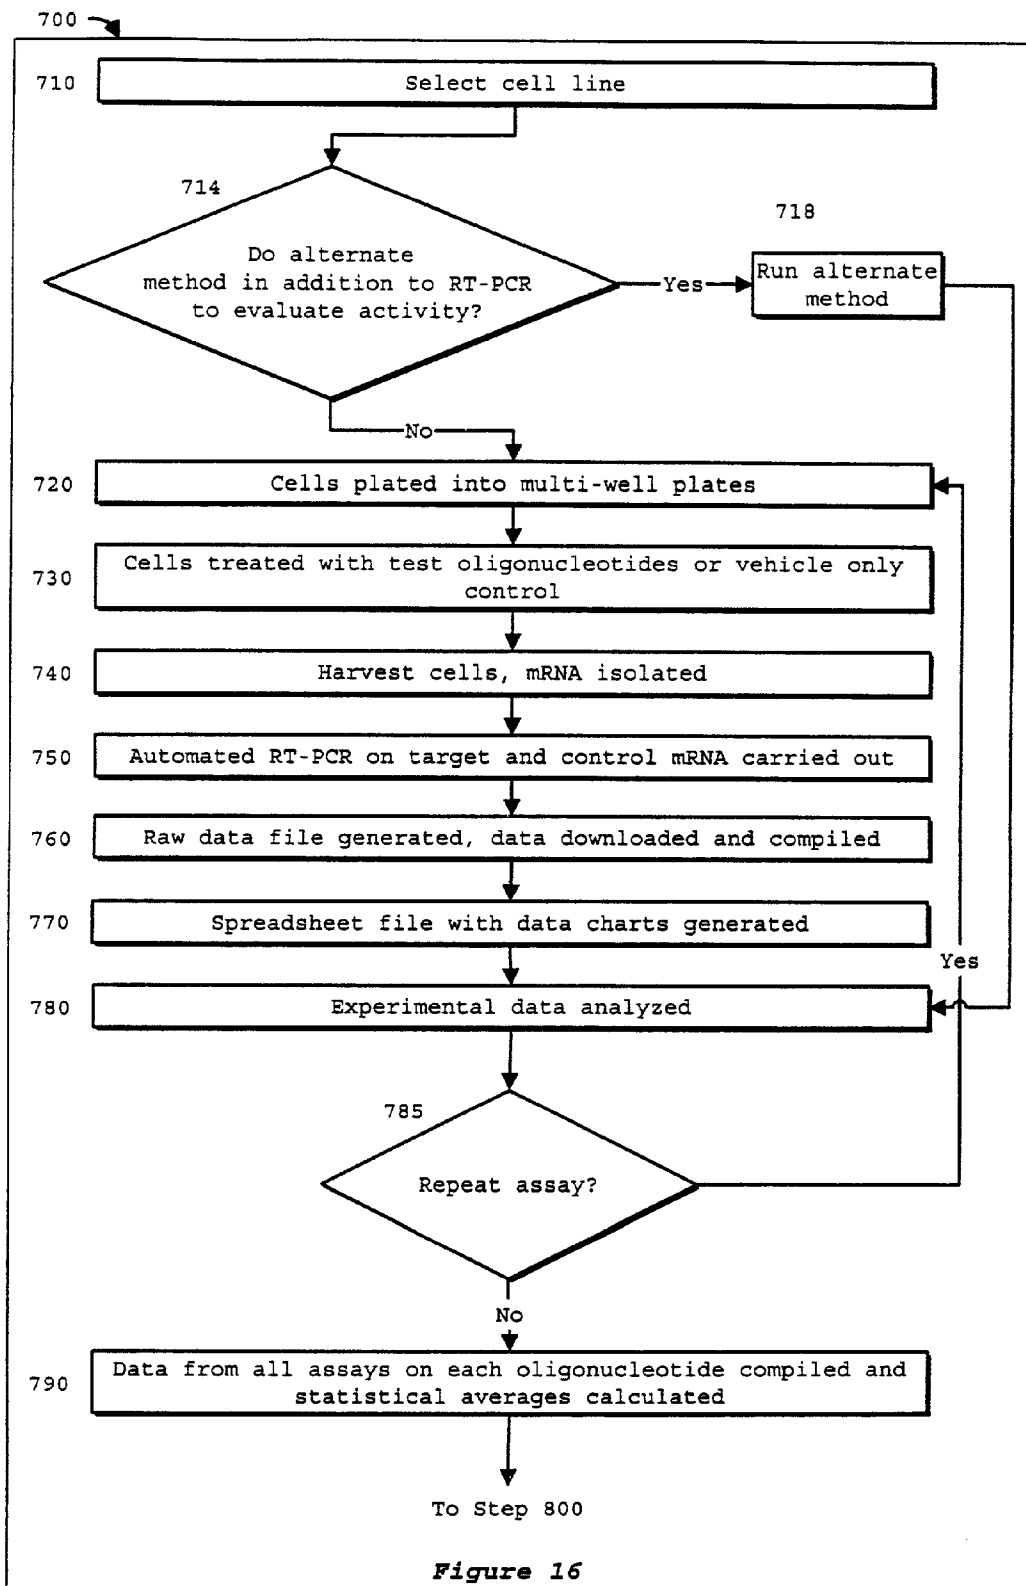 700
710
Select cell line
714
718
Do alternate
method in addition to RT-PCR
to evaluate activity?
Yes
Run alternate
method
No
720
Cells plated into multi-well plates
730
Cells treated with test oligonucleotides or vehicle only
control
740
Harvest cells, mRNA isolated
750
Automated RT-PCR on target and control mRNA carried out
760
Raw data file generated, data downloaded and compiled
770
Spreadsheet file with data charts generated
Yes
780
Experimental data analyzed
785
Repeat assay?
No
790
Data from all assays on each oligonucleotide compiled and
statistical averages calculated
To Step 800
Figure 16